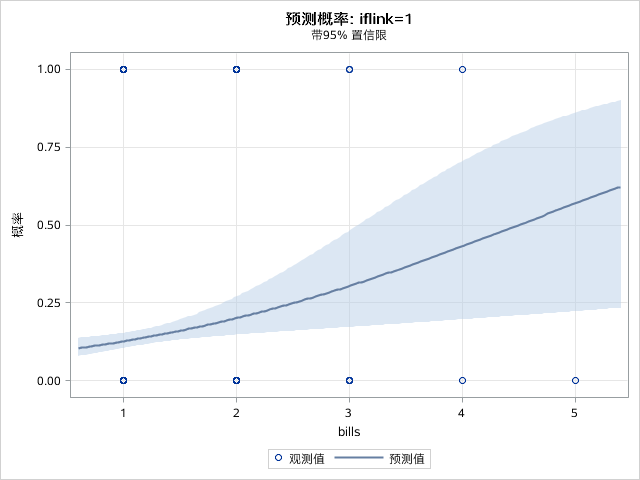 预测概率: iflink=1
带95% 置信限
1.00
0.75
0.50
0.25
0.00
概率
1 2 3 4 5
bills
观测值 预测值